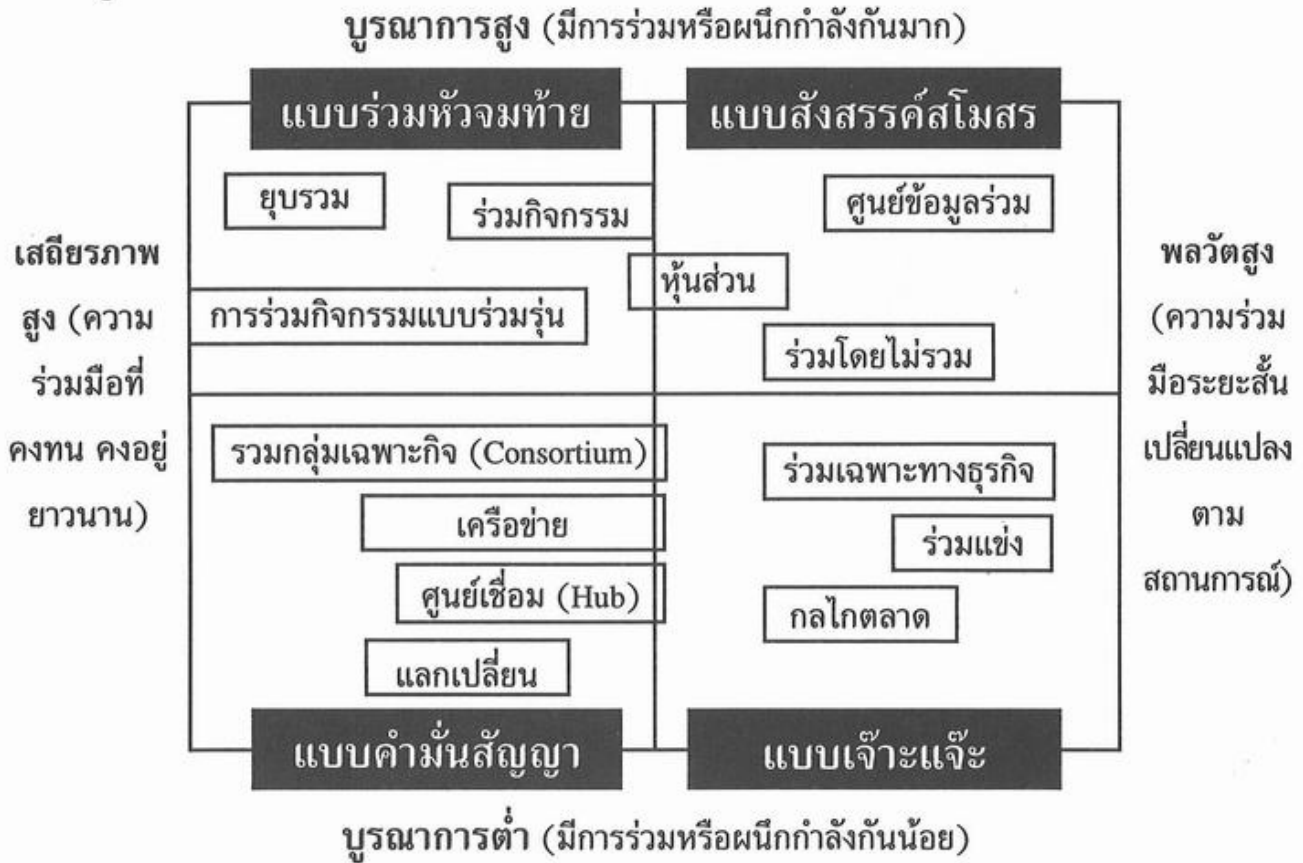 บูรณาการสูง (มีการร่วมหรือผนึกกำลังกันมาก)
แบบร่วมหัวจมท้าย
แบบสังสรรค์สโมสร
ยุบรวม
ร่วมกิจกรรม
ศูนย์ข้อมูลร่วม
หุ้นส่วน
การร่วมกิจกรรมแบบร่วมรุ่น
ร่วมโดยไม่รวม
เสถียรภาพ
สูง (ความ
ร่วมมือที่
คงทน คงอยู่
ยาวนาน)
พลวัตสูง
(ความร่วม
มือระยะสั้น
เปลี่ยนแปลง
ตาม
สถานการณ์)
รวมกลุ่มเฉพาะกิจ (Consortium)
ร่วมเฉพาะทางธุรกิจ
เครือข่าย
ร่วมแข่ง
ศูนย์เชื่อม (Hub)
กลไกตลาด
แลกเปลี่ยน
แบบคำมั่นสัญญา
แบบเจ๊าะแจ๊ะ
บูรณาการต่ำ (มีการร่วมหรือผนึกกำลังกันน้อย)